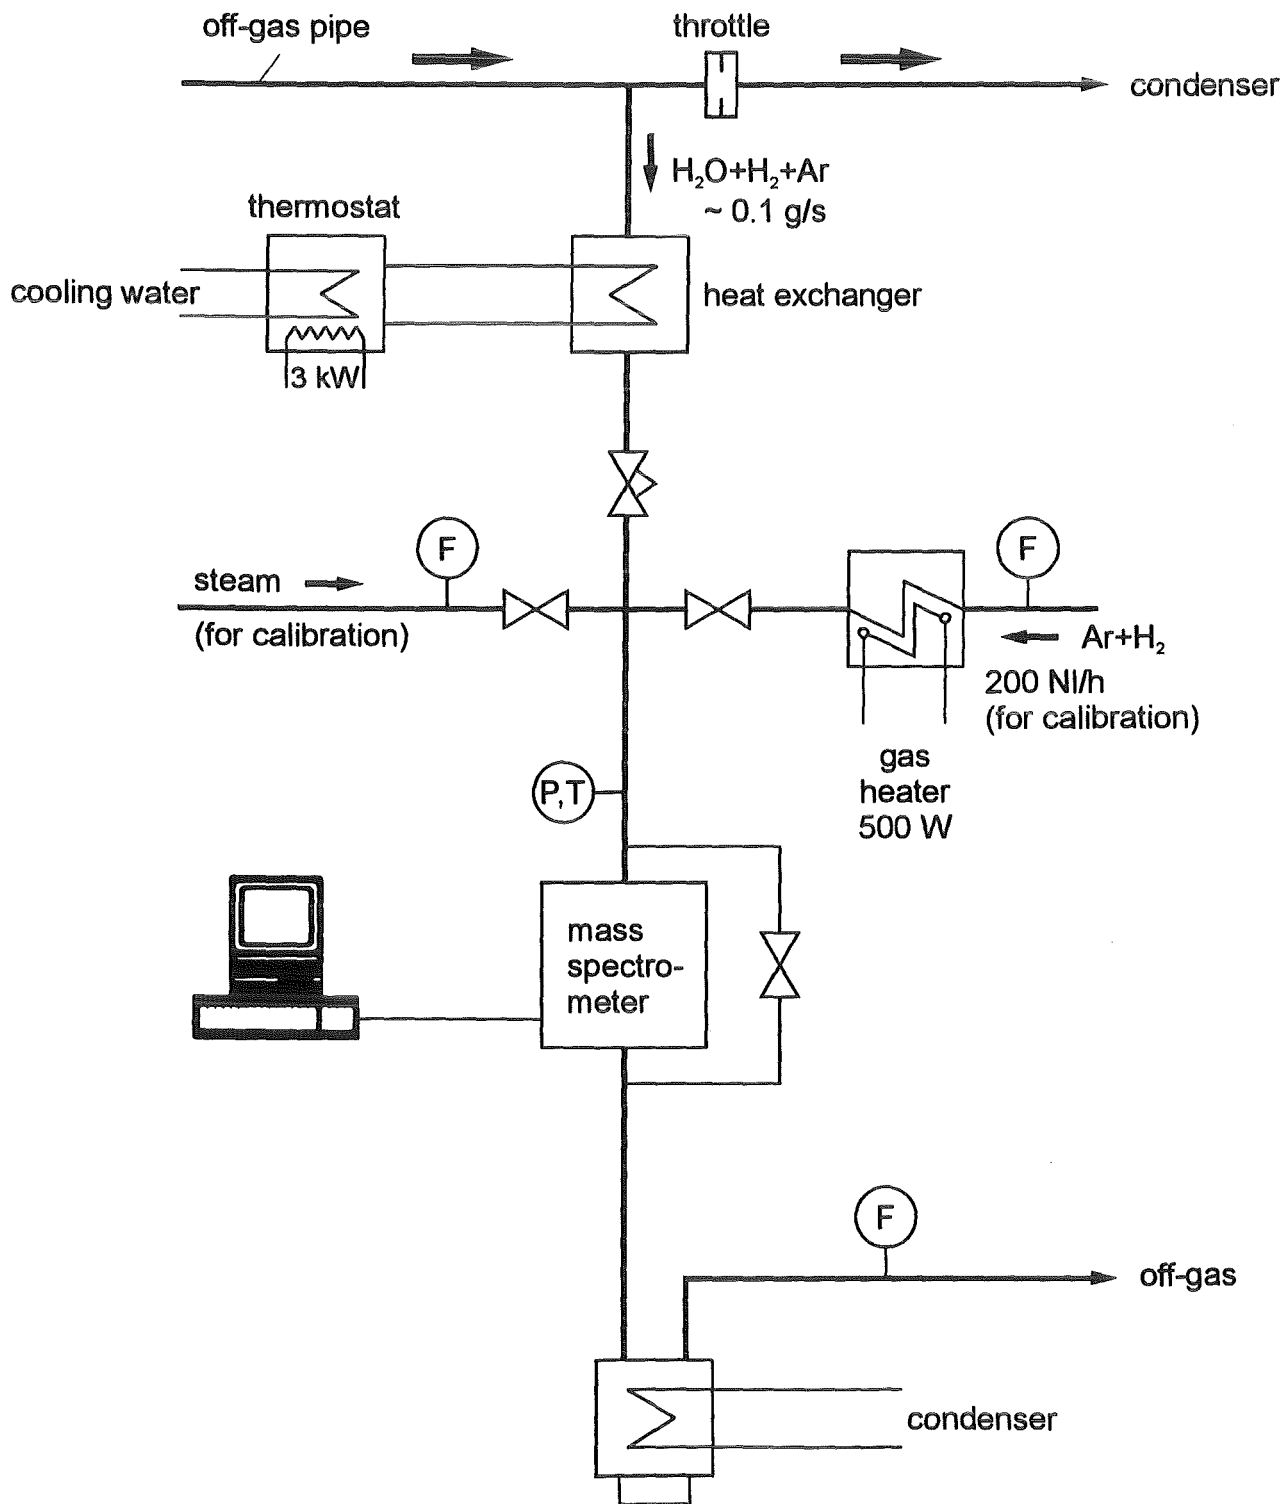 off-gas pipe
throttle
condenser
H₂O+H₂+Ar
~ 0.1 g/s
thermostat
cooling water
heat exchanger
3 kW
F
F
steam
(for calibration)
Ar+H₂
200 Nl/h
(for calibration)
gas
heater
500 W
P,T
mass
spectro-
meter
F
off-gas
condenser